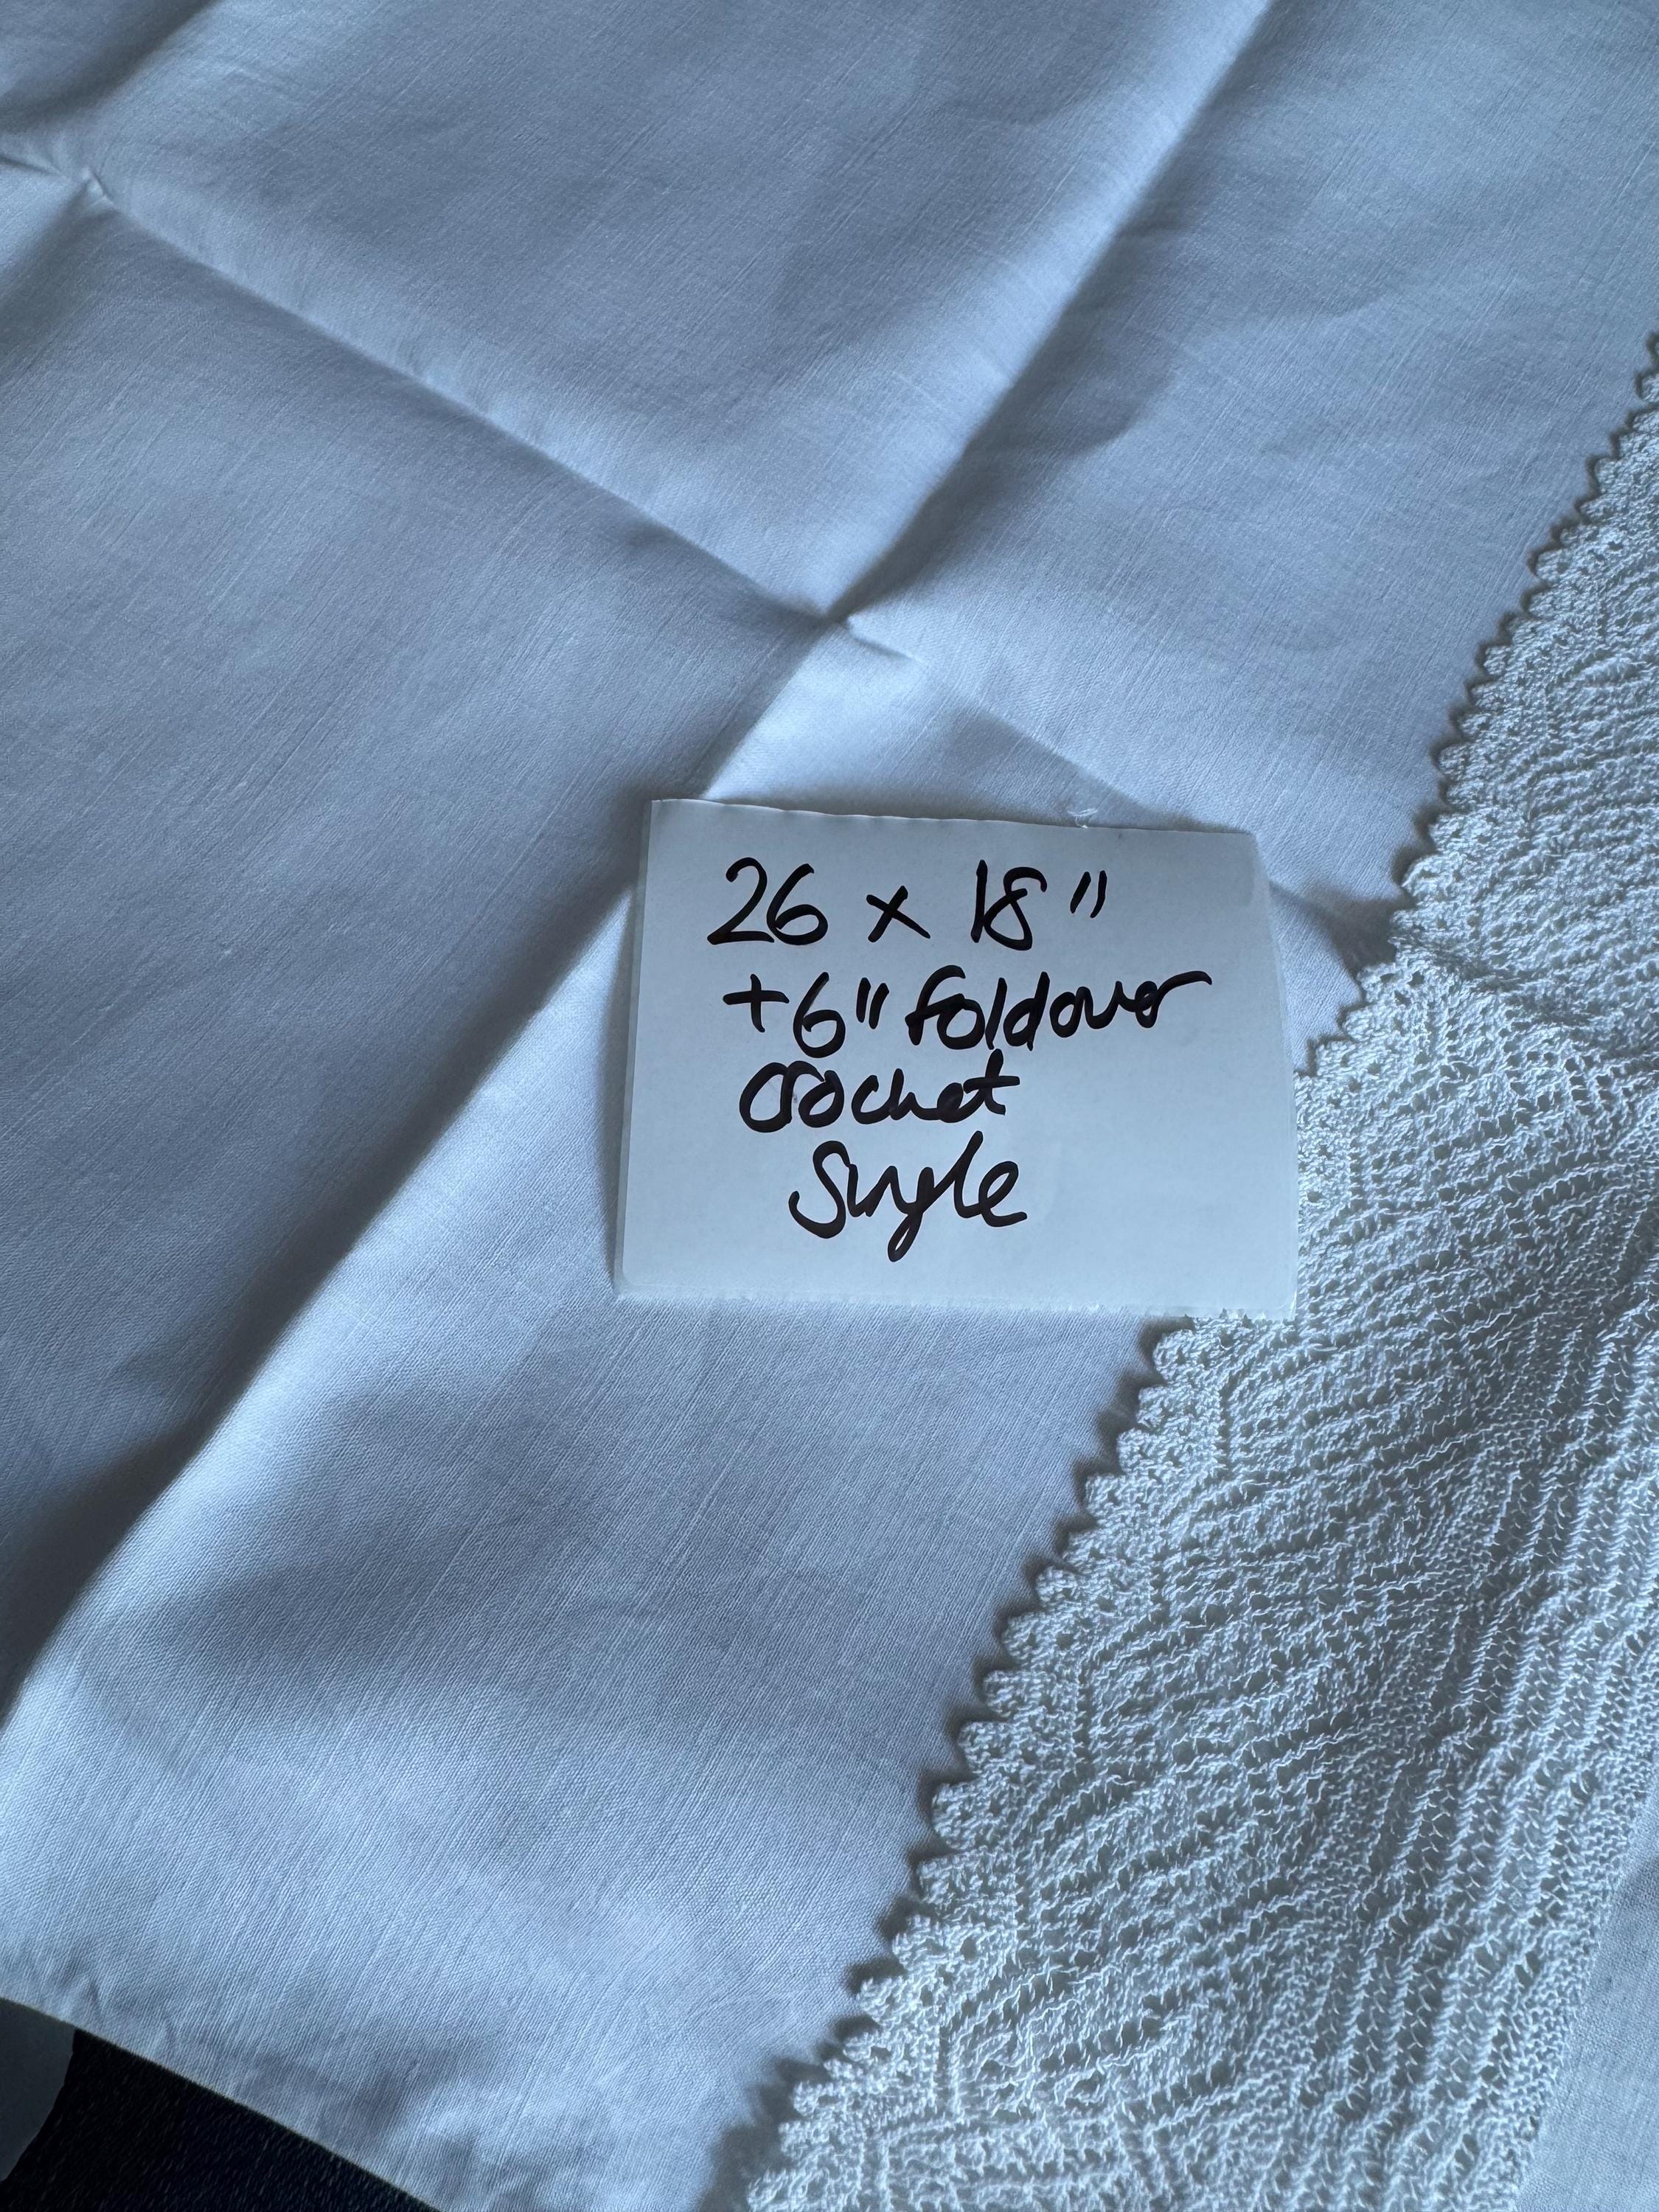 26 x 18"
+6" foldover
crochet
Single